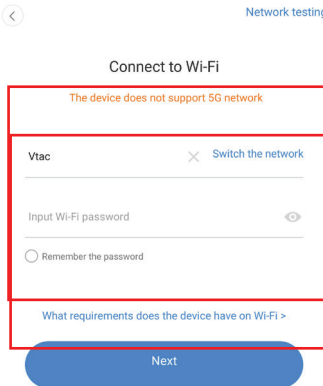 Network testing
Connect to Wi-Fi
The device does not support 5G network
Vtac Switch the network
Input Wi-Fi password
Remember the password
What requirements does the device have on Wi-Fi >
Next